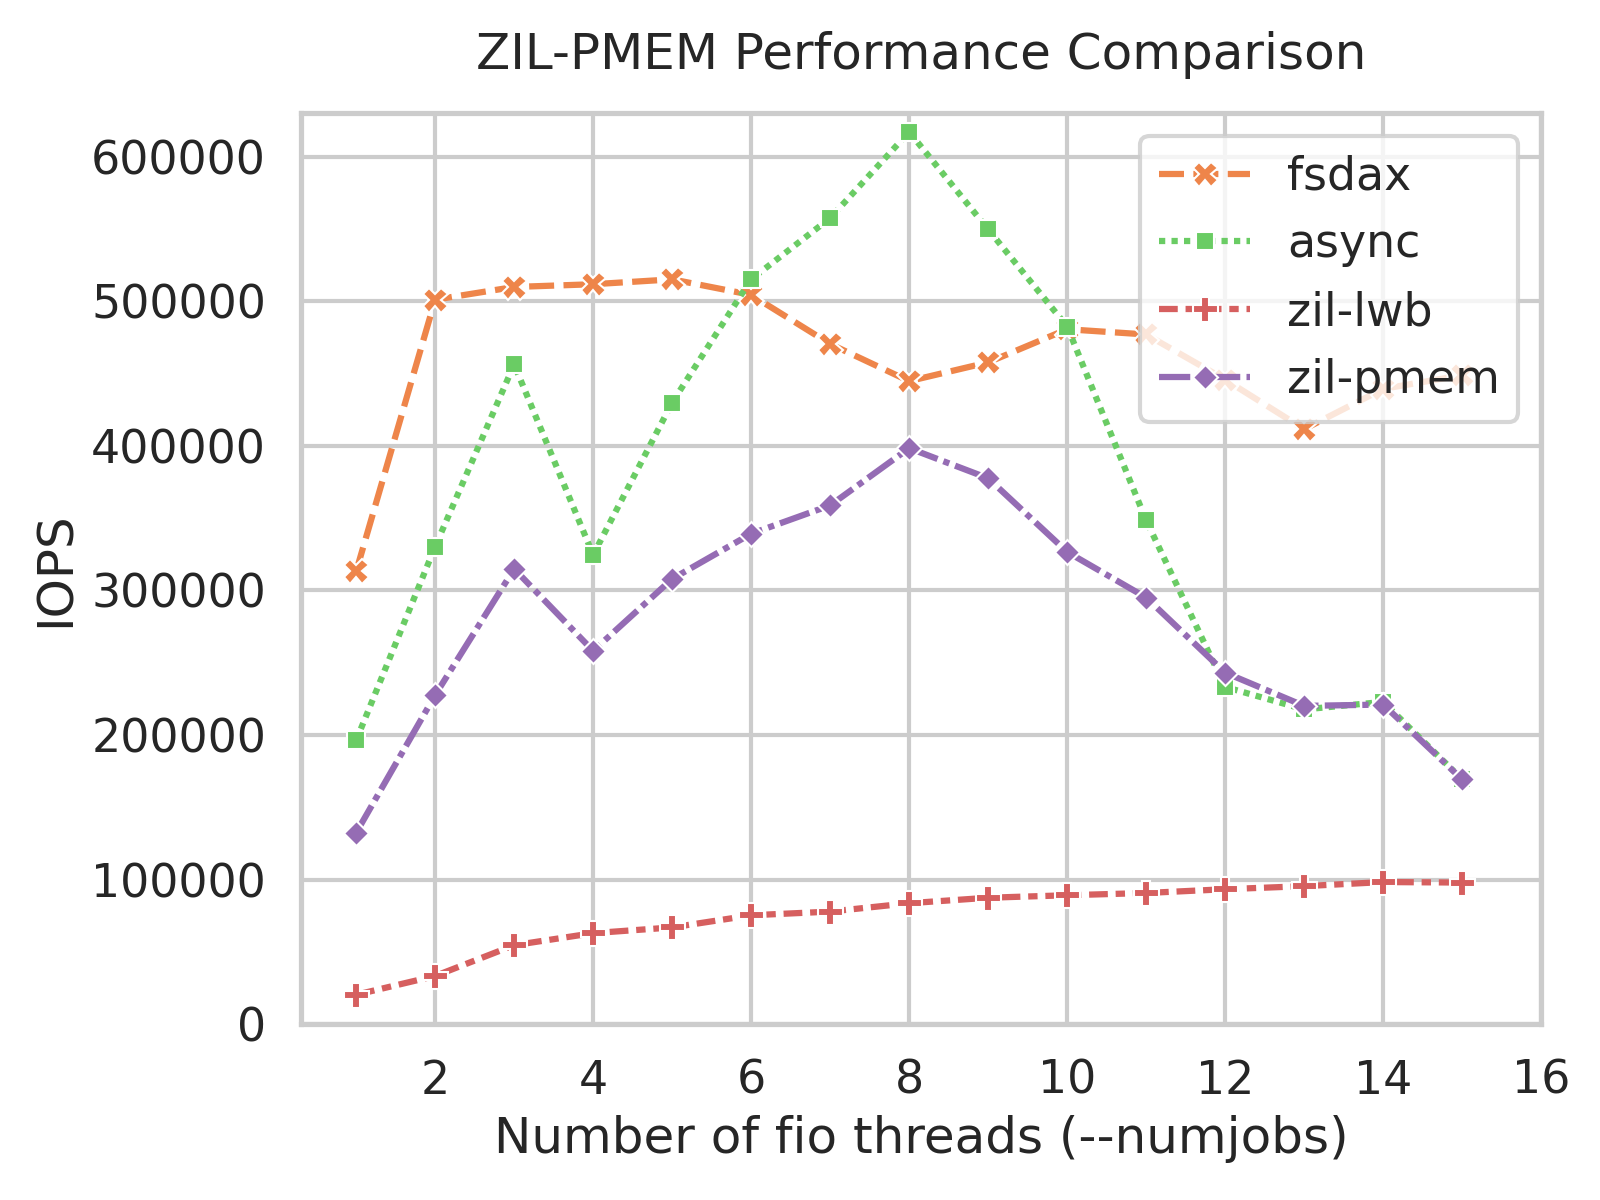 ZIL-PMEM Performance Comparison
600000
500000
400000
300000
200000
100000
0
IOPS
fsdax
async
zil-lwb
zil-pmem
2 4 6 8 10 12 14 16
Number of fio threads (--numjobs)